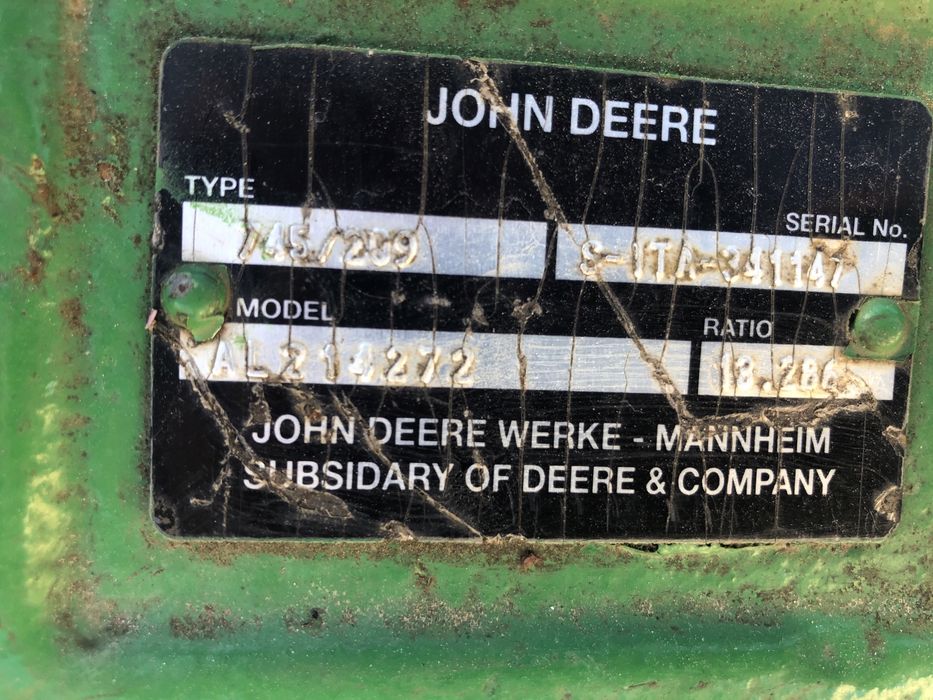 JOHN DEERE
TYPE
745/209
SERIAL No.
S-ITA-341147
MODEL
AL214272
RATIO
JOHN DEERE WERKE - MANNHEIM
SUBSIDARY OF DEERE & COMPANY